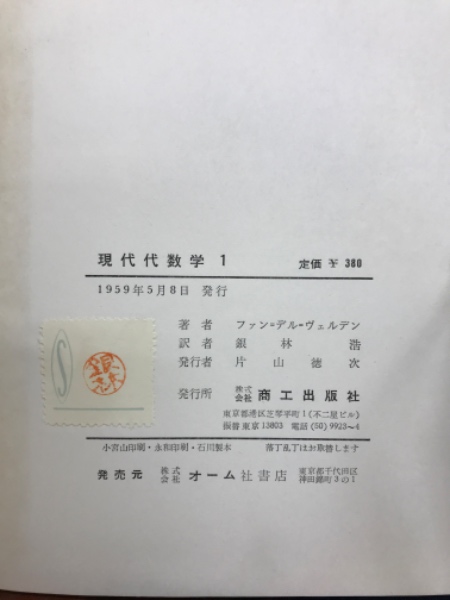 現代代数学 1 定価 ¥ 380
1959年5月8日 発行
著者 ファン=デル=ヴェルデン
訳者 銀林 浩
発行者 片山徳次
発行所 株式会社 商工出版社
東京都港区芝琴平町1(不二星ビル)
振替東京 13803 電話 (50) 9923~4
小宮山印刷・永和印刷・石川製本 落丁乱丁はお取替します
発売元 株式会社 オーム社書店 東京都千代田区
神田錦町3の1
S